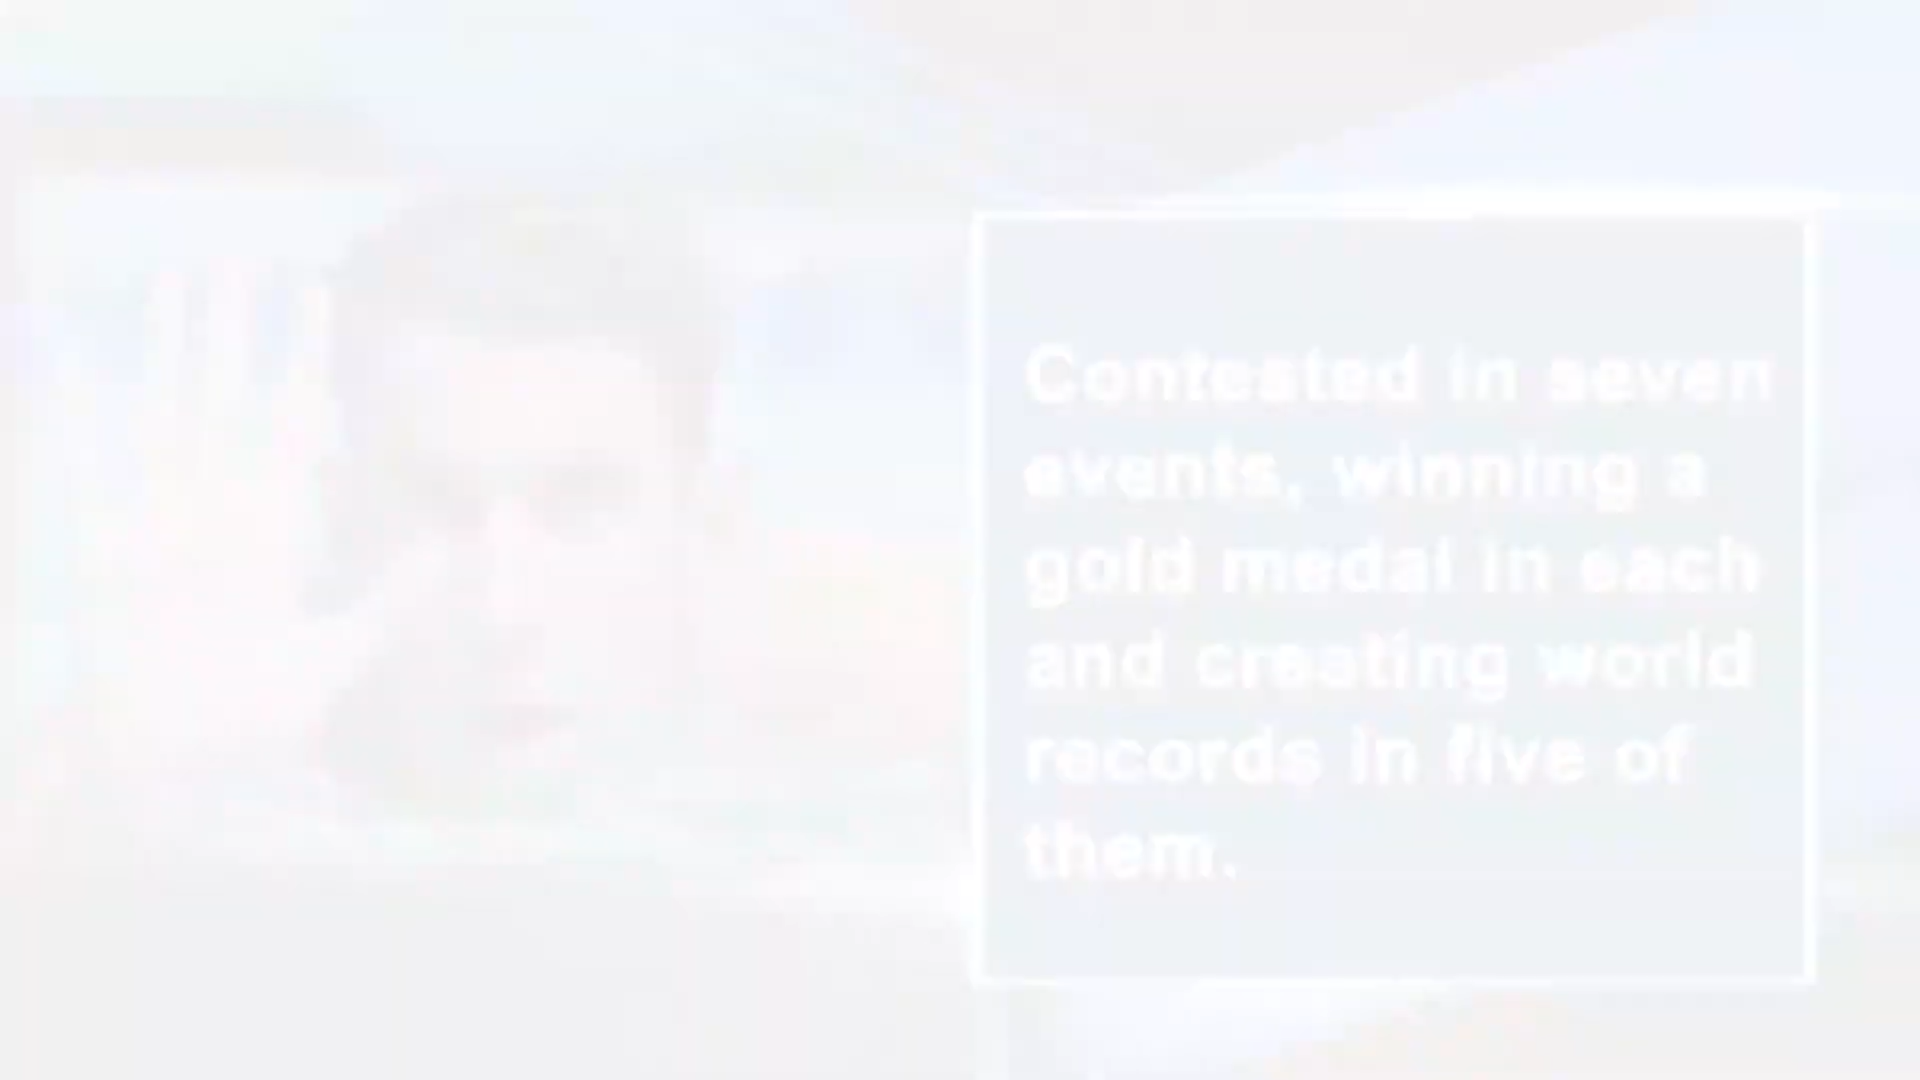 Contested in seven
events, winning a
gold medal in each
and creating world
records in five of
them.